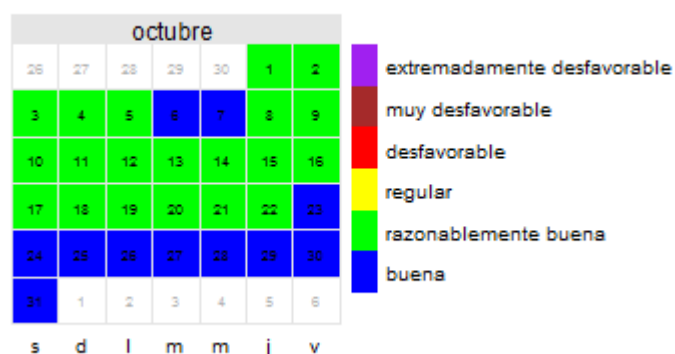 octubre
26 27 28 29 30 1 2
3 4 5 6 7 8 9
10 11 12 13 14 15 16
17 18 19 20 21 22 23
24 25 26 27 28 29 30
31 1 2 3 4 5 6
s d l m m j v
extremadamente desfavorable
muy desfavorable
desfavorable
regular
razonablemente buena
buena